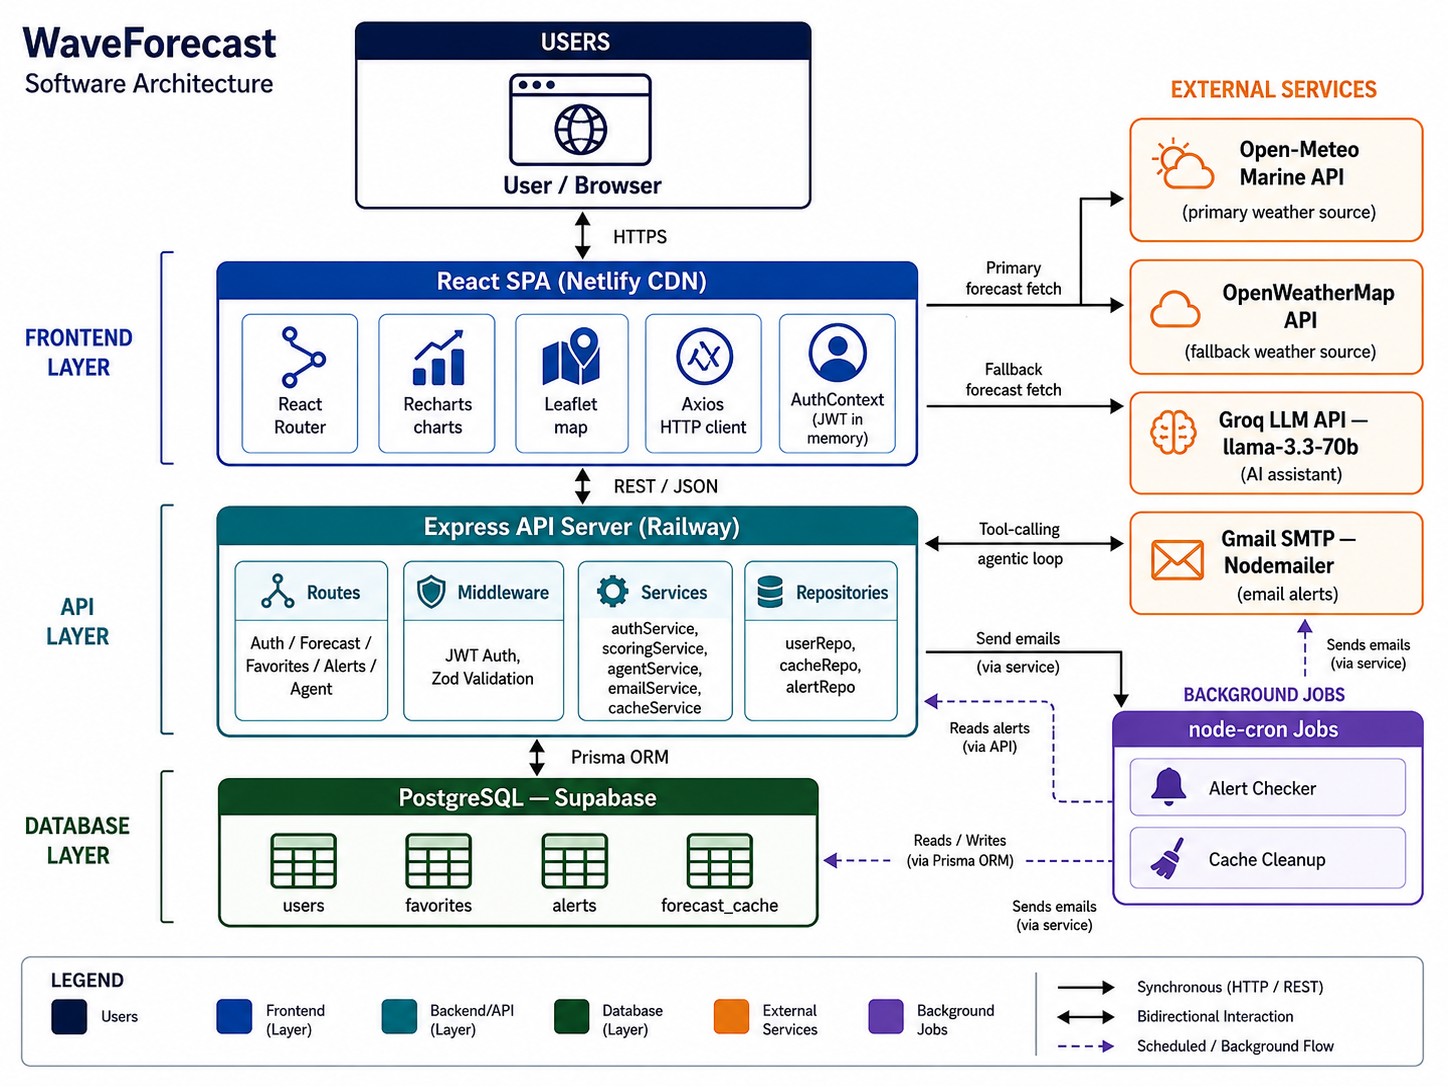 WaveForecast
Software Architecture
USERS
User / Browser
HTTPS
EXTERNAL SERVICES
Open-Meteo
Marine API
(primary weather source)
OpenWeatherMap
API
(fallback weather source)
Groq LLM API —
llama-3.3-70b
(AI assistant)
Gmail SMTP —
Nodemailer
(email alerts)
FRONTEND
LAYER
React SPA (Netlify CDN)
React
Router
Recharts
charts
Leaflet
map
Axios
HTTP client
AuthContext
(JWT in
memory)
Primary
forecast fetch
Fallback
forecast fetch
REST / JSON
API
LAYER
Express API Server (Railway)
Routes
Auth / Forecast /
Favorites / Alerts /
Agent
Middleware
JWT Auth,
Zod Validation
Services
authService,
scoringService,
agentService,
emailService,
cacheService
Repositories
userRepo,
cacheRepo,
alertRepo
Tool-calling
agentic loop
Send emails
(via service)
Reads alerts
(via API)
Sends emails
(via service)
BACKGROUND JOBS
node-cron Jobs
Alert Checker
Cache Cleanup
Prisma ORM
DATABASE
LAYER
PostgreSQL — Supabase
users
favorites
alerts
forecast_cache
Reads / Writes
(via Prisma ORM)
Sends emails
(via service)
LEGEND
Users
Frontend
(Layer)
Backend/API
(Layer)
Database
(Layer)
External
Services
Background
Jobs
Synchronous (HTTP / REST)
Bidirectional Interaction
Scheduled / Background Flow